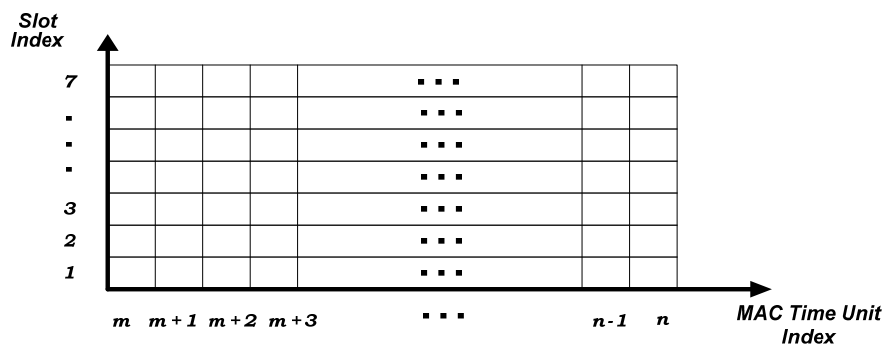 Slot
Index
7 ...
. ...
. ...
. ...
3 ...
2 ...
1 ...
m m+1 m+2 m+3 ... n-1 n
MAC Time Unit
Index